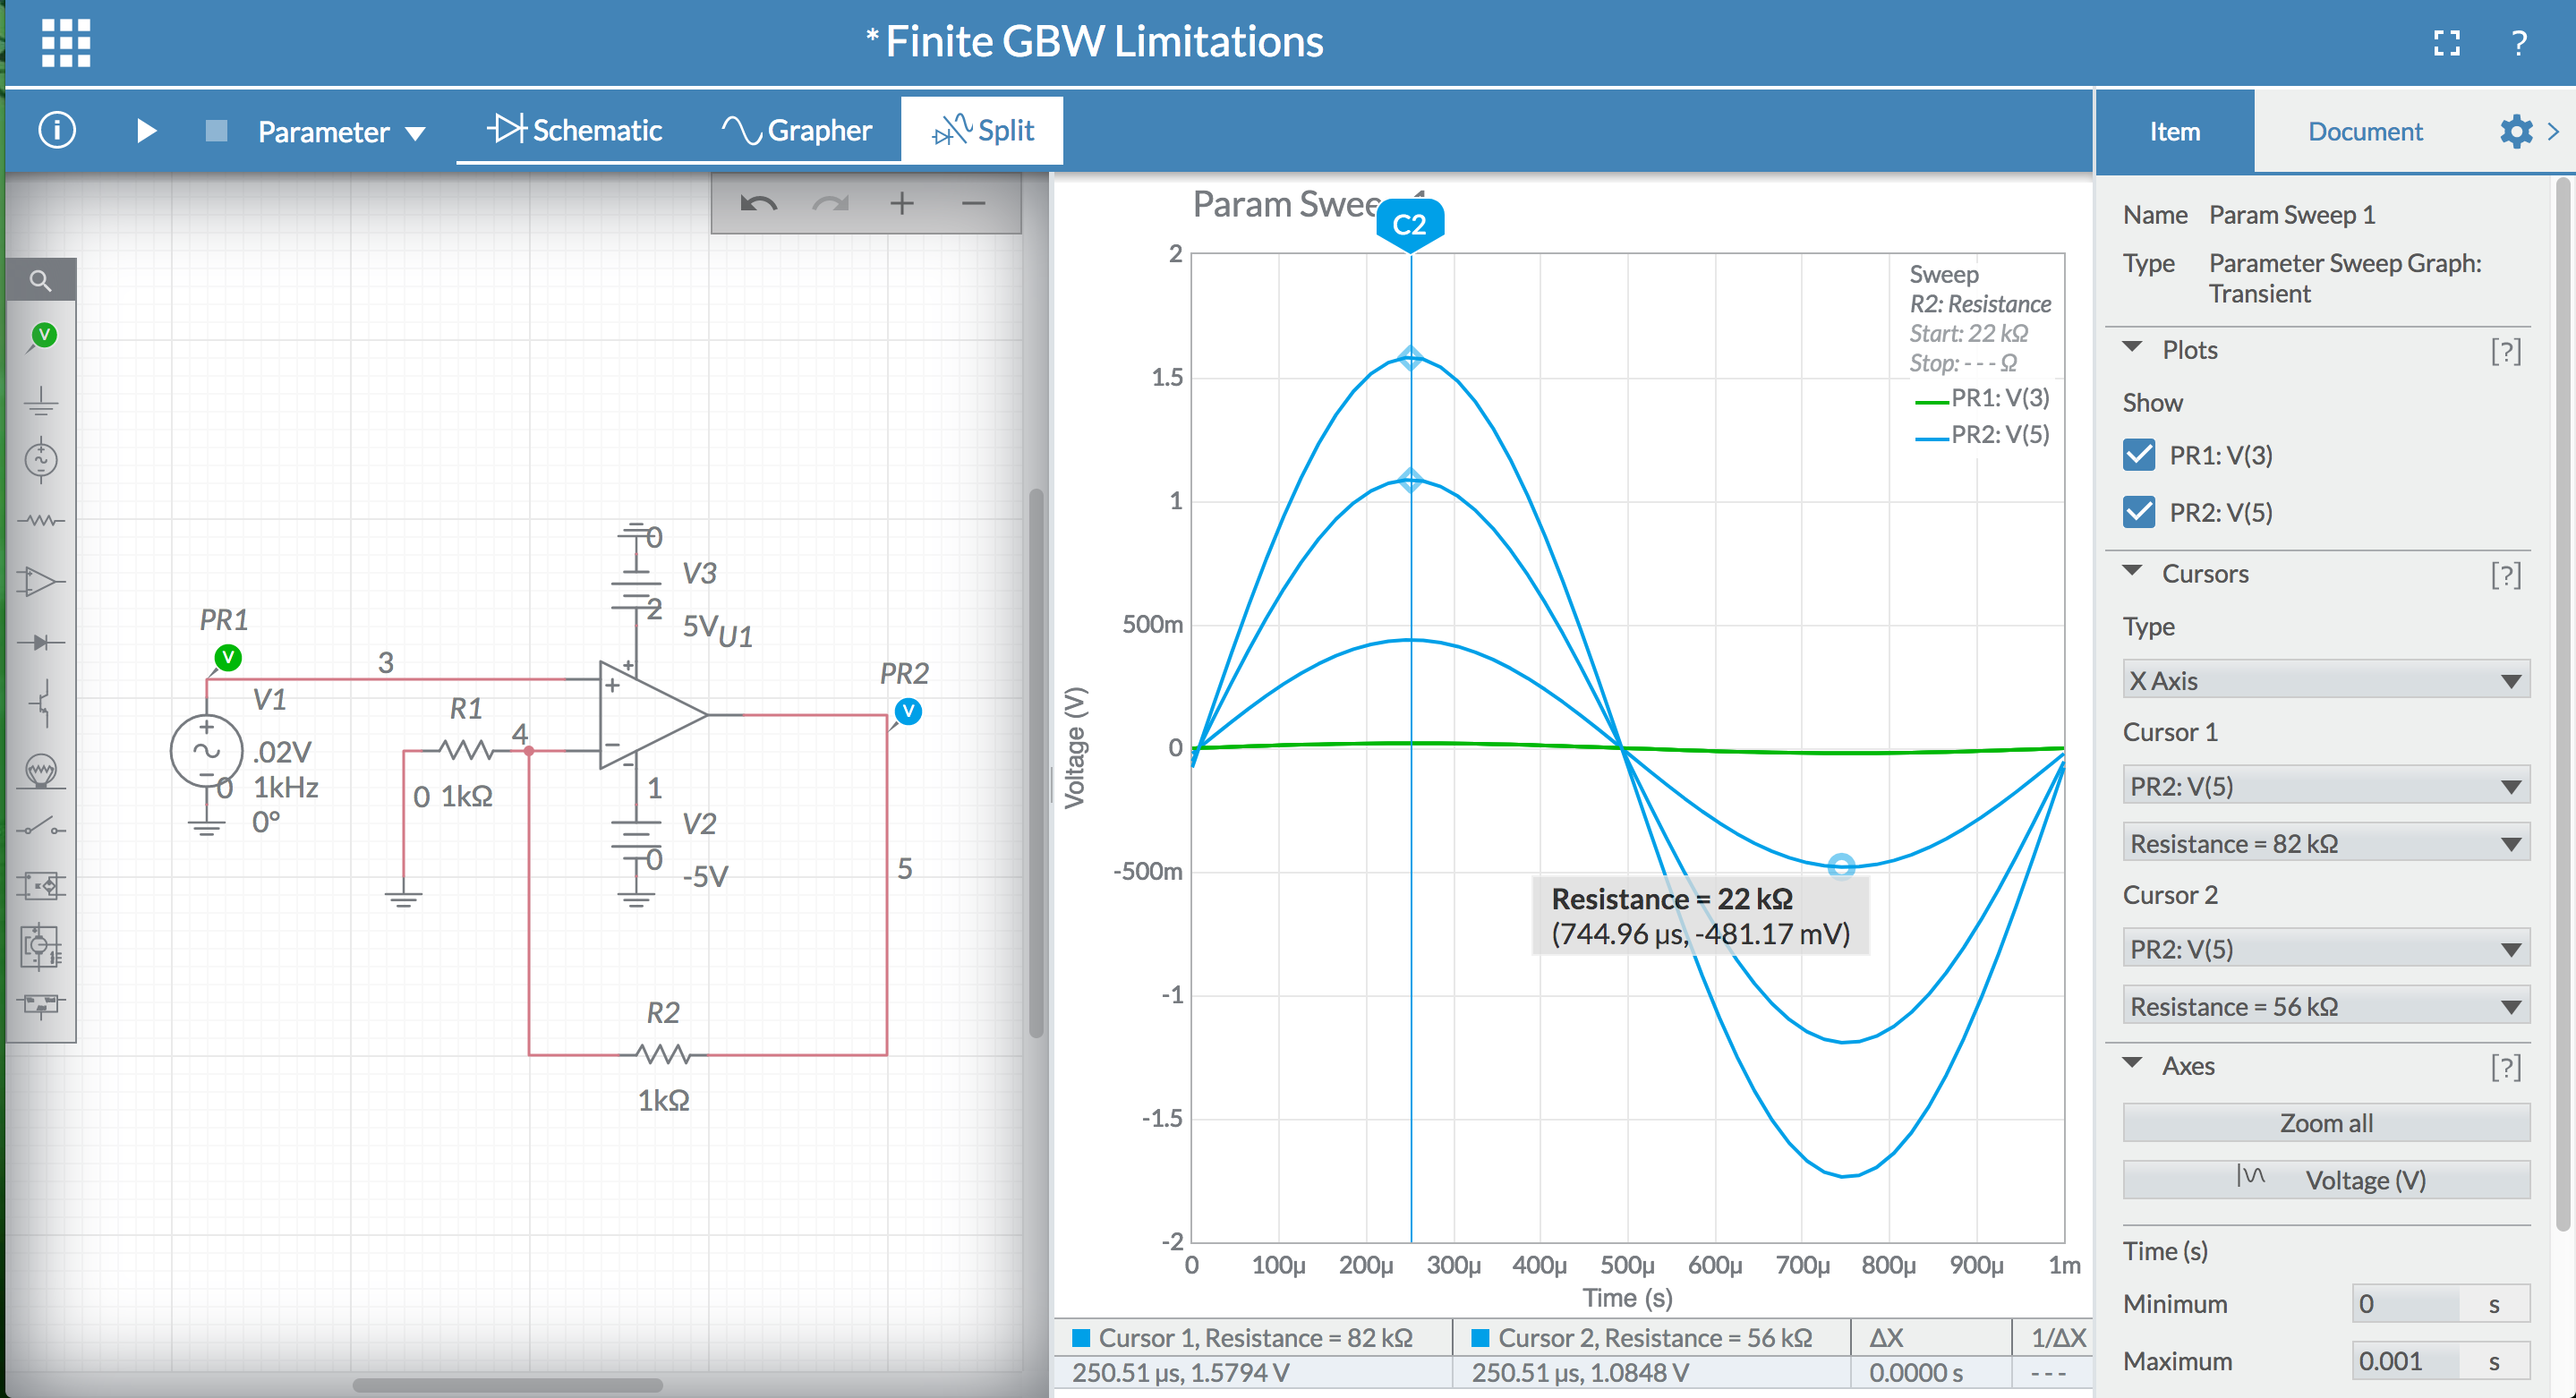 *Finite GBW Limitations
?
i
Parameter
Schematic
Grapher
Split
Item
Document
V
PR1
V
3
V1
+
.02V
0
1kHz
0°
R1
4
0 1kΩ
0
V3
2
5V
U1
+
+
1
V2
0
-5V
PR2
V
5
R2
1kΩ
Param Swee
C2
Sweep
R2: Resistance
Start: 22 kΩ
Stop: - - - Ω
PR1: V(3)
PR2: V(5)
2
1.5
1
500m
0
-500m
-1
-1.5
-2
Voltage (V)
Resistance = 22 kΩ
(744.96 µs, -481.17 mV)
0 100µ 200µ 300µ 400µ 500µ 600µ 700µ 800µ 900µ 1m
Time (s)
Cursor 1, Resistance = 82 kΩ
Cursor 2, Resistance = 56 kΩ
ΔX
1/ΔX
250.51 µs, 1.5794 V
250.51 µs, 1.0848 V
0.0000 s
- - -
Name Param Sweep 1
Type Parameter Sweep Graph:
Transient
Plots [?]
Show
PR1: V(3)
PR2: V(5)
Cursors [?]
Type
X Axis
Cursor 1
PR2: V(5)
Resistance = 82 kΩ
Cursor 2
PR2: V(5)
Resistance = 56 kΩ
Axes [?]
Zoom all
Voltage (V)
Time (s)
Minimum 0 s
Maximum 0.001 s